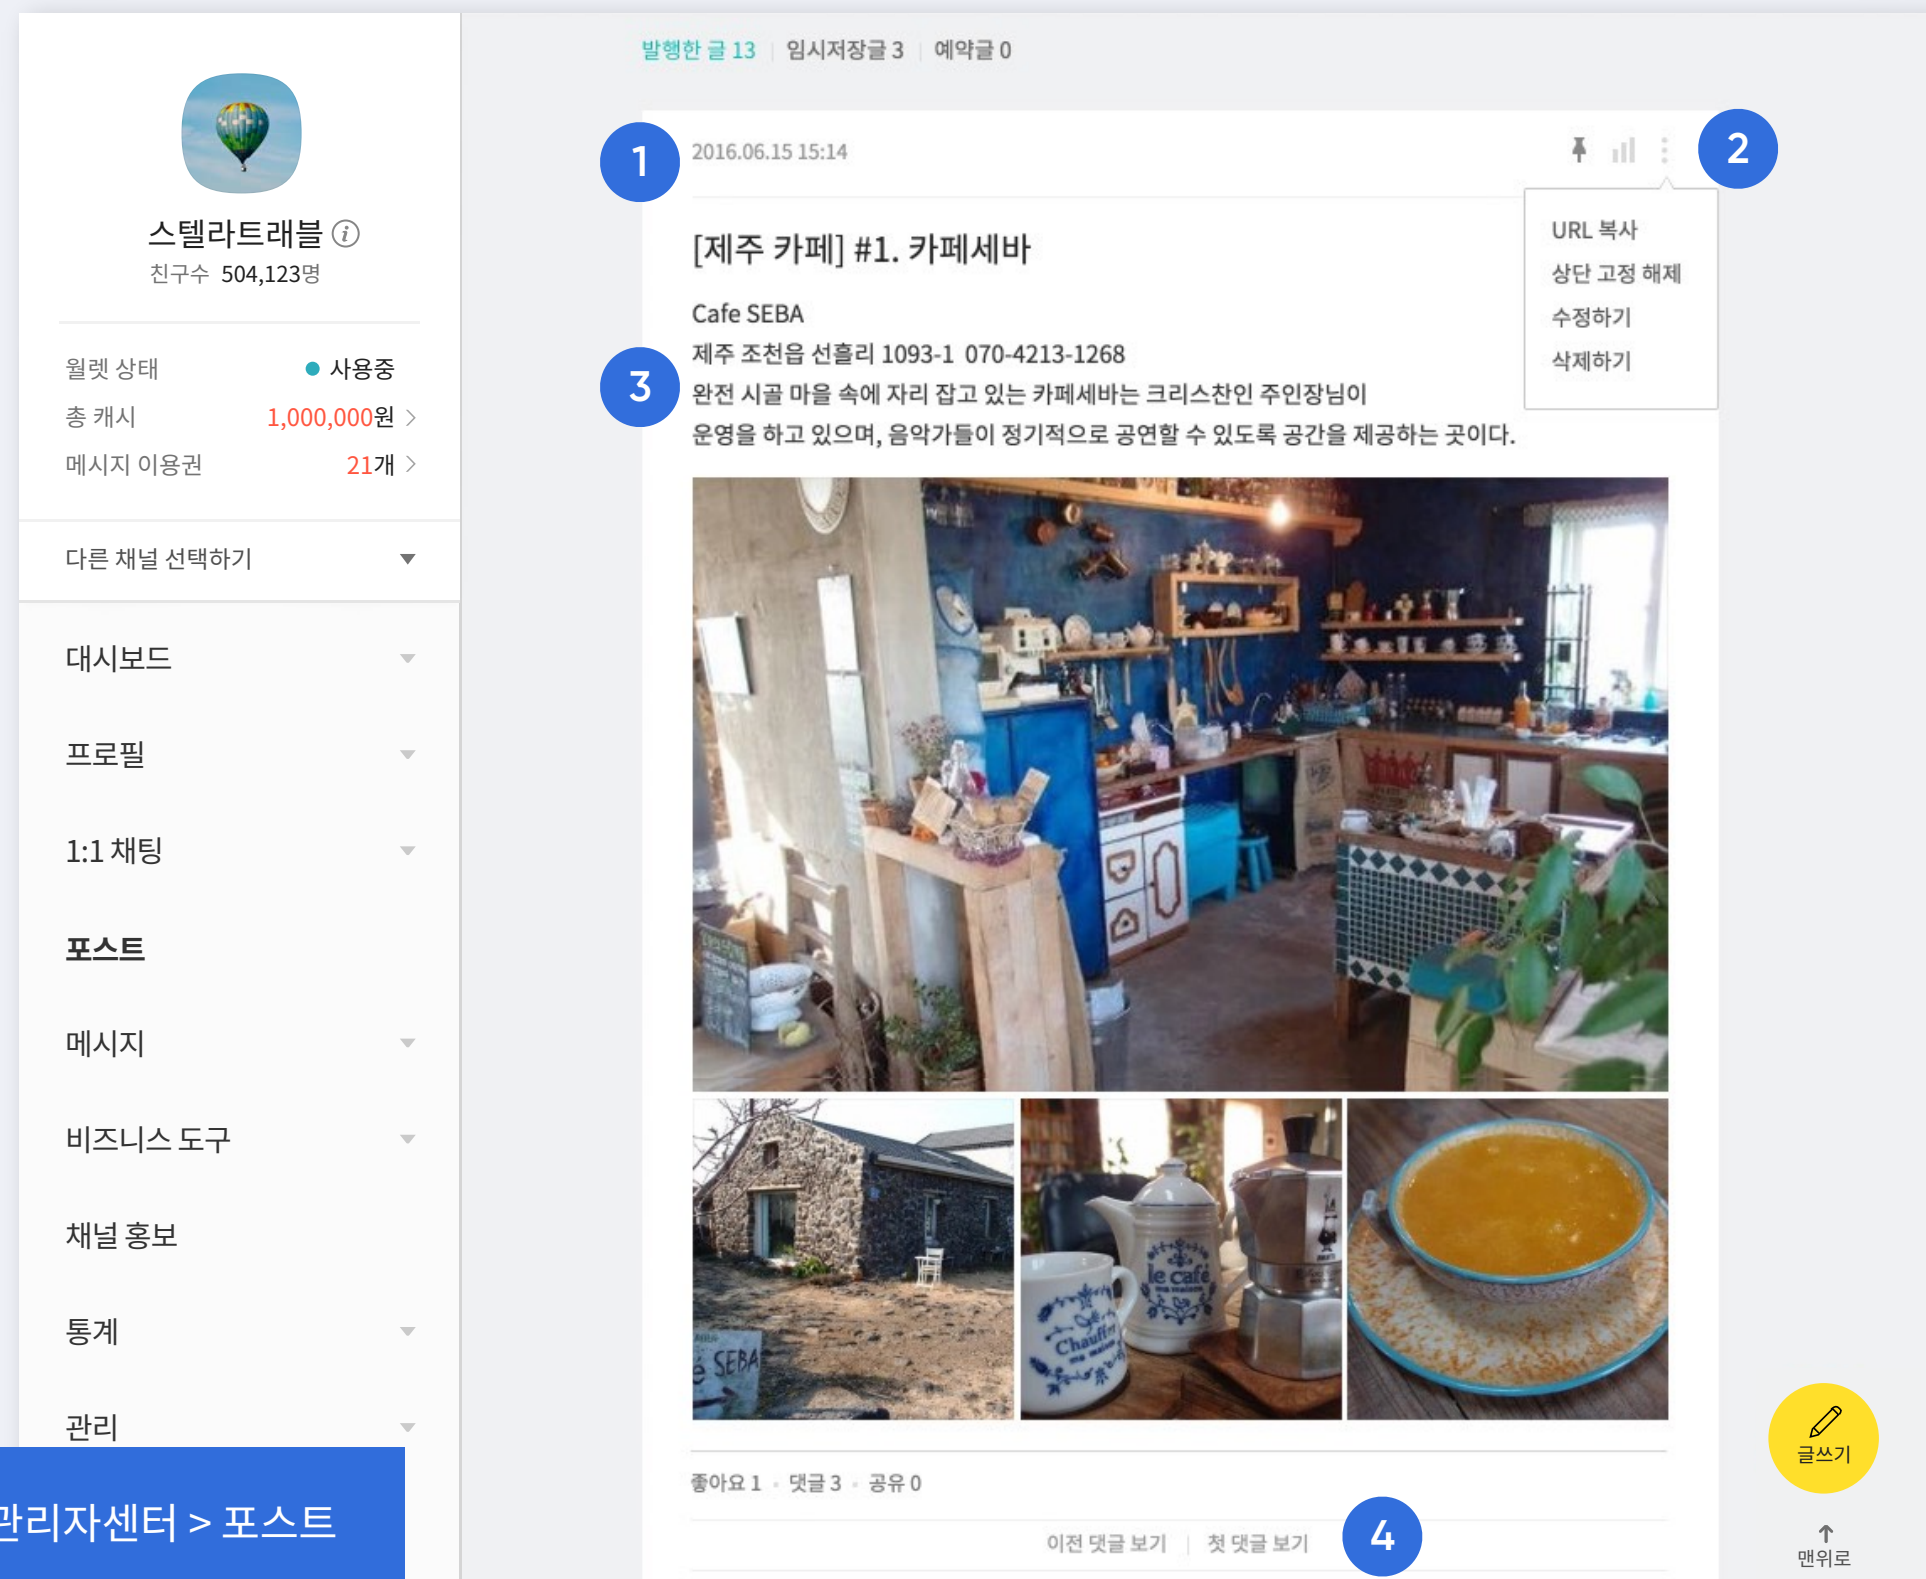 스텔라트래블
친구수 504,123명
월렛 상태 사용중
총 캐시 1,000,000원 >
메시지 이용권 21개 >
다른 채널 선택하기
대시보드
프로필
1:1 채팅
포스트
메시지
비즈니스 도구
채널 홍보
통계
관리
관리자센터 > 포스트
발행한 글 13 | 임시저장글 3 | 예약글 0
1
2016.06.15 15:14
2
URL 복사
상단 고정 해제
수정하기
삭제하기
[제주 카페] #1. 카페세바
Cafe SEBA
제주 조천읍 선흘리 1093-1 070-4213-1268
3
완전 시골 마을 속에 자리 잡고 있는 카페세바는 크리스찬인 주인장님이
운영을 하고 있으며, 음악가들이 정기적으로 공연할 수 있도록 공간을 제공하는 곳이다.
SEBA
le café
ma maison
Chauffer
ma maison
좋아요 1 · 댓글 3 · 공유 0
이전 댓글 보기 | 첫 댓글 보기
4
글쓰기
맨위로